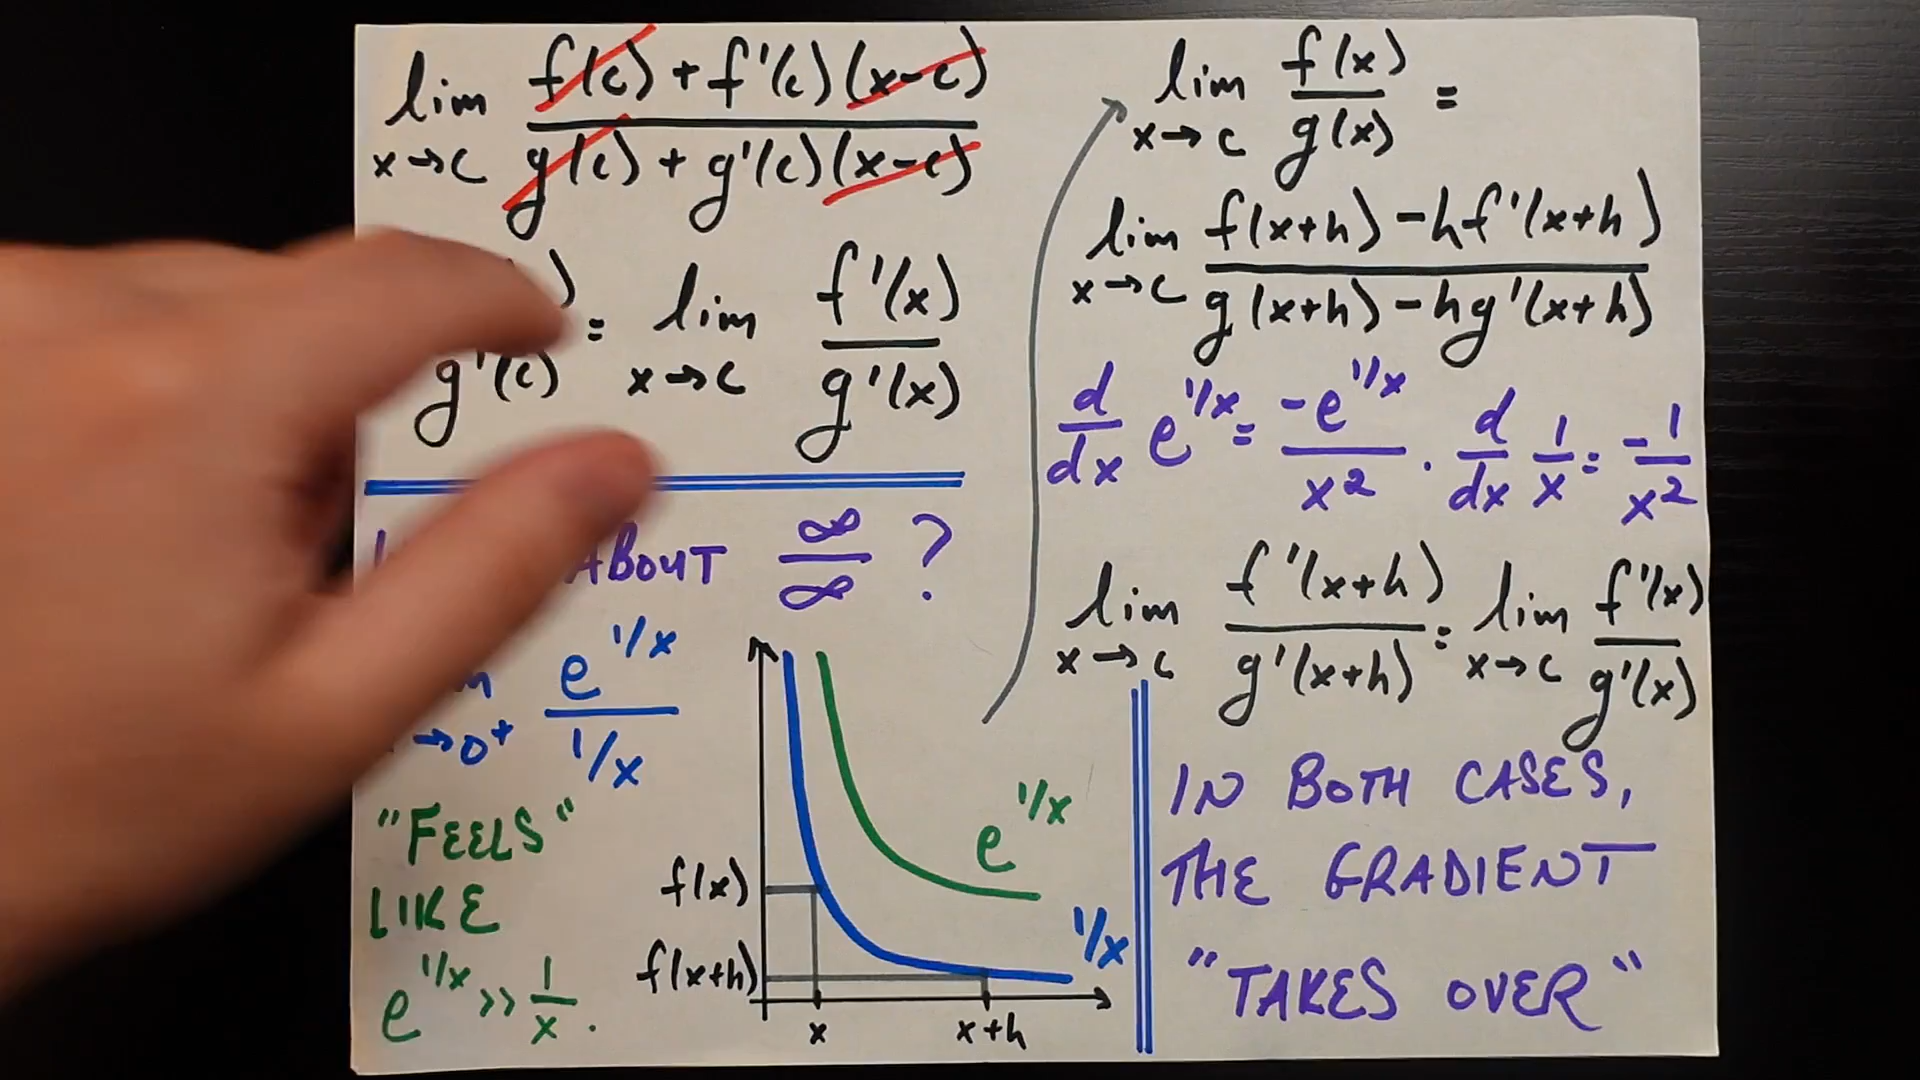 lim f(c) + f'(c)(x-c)
x→c g(c) + g'(c)(x-c)
g'(c) = lim f'(x)
x→c g'(x)
ABOUT ∞/∞ ?
e^1/x
→0⁺ 1/x
"FEELS"
LIKE
e^1/x >> 1/x .
f(x)
f(x+h)
x
x+h
e^1/x
1/x
lim f(x) =
x→c g(x)
lim f(x+h) - hf'(x+h)
x→c g(x+h) - hg'(x+h)
d/dx e^1/x = -e^1/x / x² . d/dx 1/x = -1/x²
lim f'(x+h) = lim f'(x)
x→c g'(x+h) x→c g'(x)
IN BOTH CASES,
THE GRADIENT
"TAKES OVER"